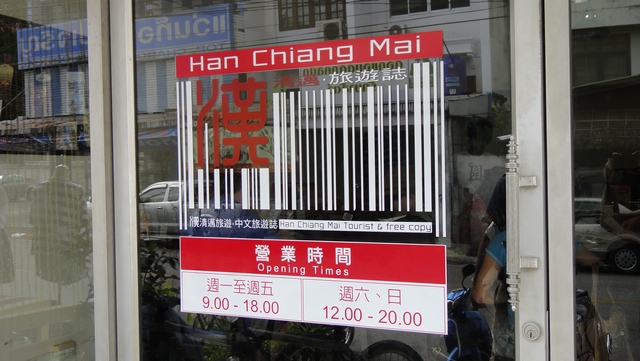 Han Chiang Mai
旅遊誌
漢
漢清邁旅遊·中文旅遊誌 Han Chiang Mai Tourist & free copy
營業時間
Opening Times
週一至週五
9.00 - 18.00
週六、日
12.00 - 20.00